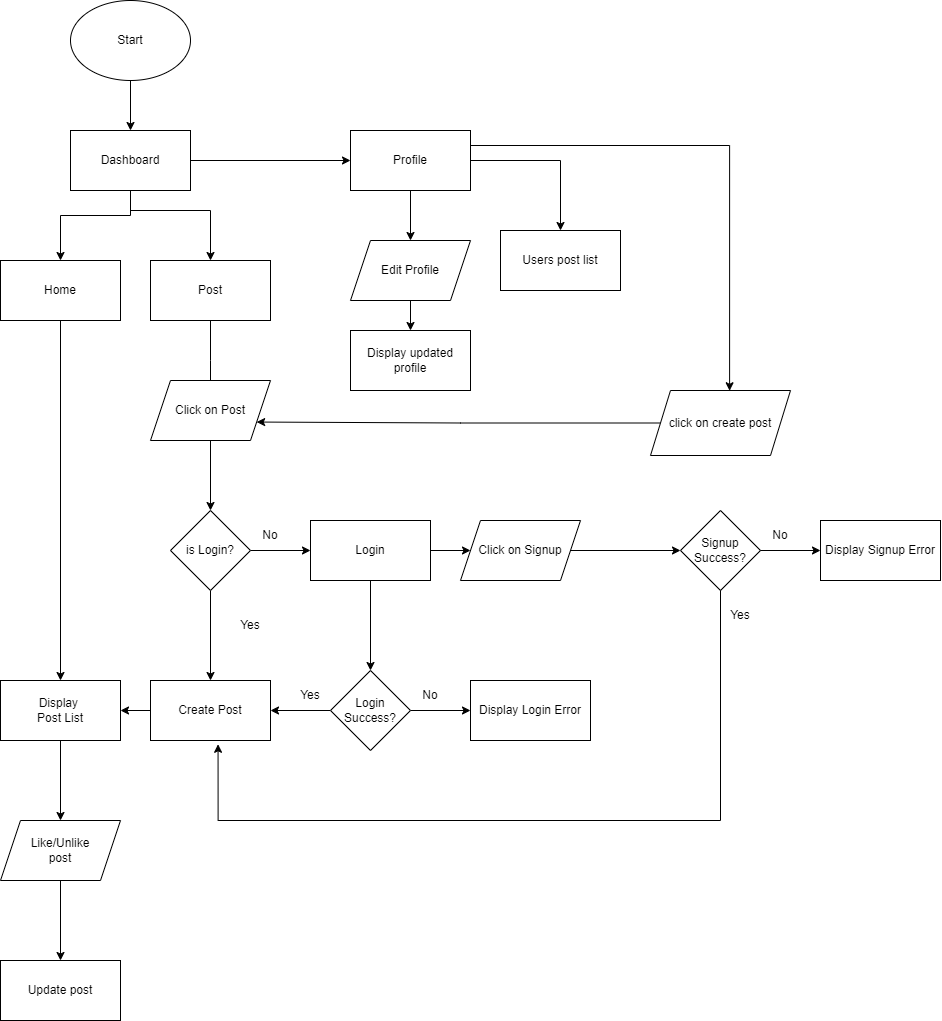 Start
Dashboard
Profile
Home
Post
Edit Profile
Users post list
Display updated
profile
Click on Post
click on create post
is Login?
No
Login
Click on Signup
Signup
Success?
No
Display Signup Error
Yes
Yes
Display
Post List
Create Post
Yes
Login
Success?
No
Display Login Error
Like/Unlike
post
Update post